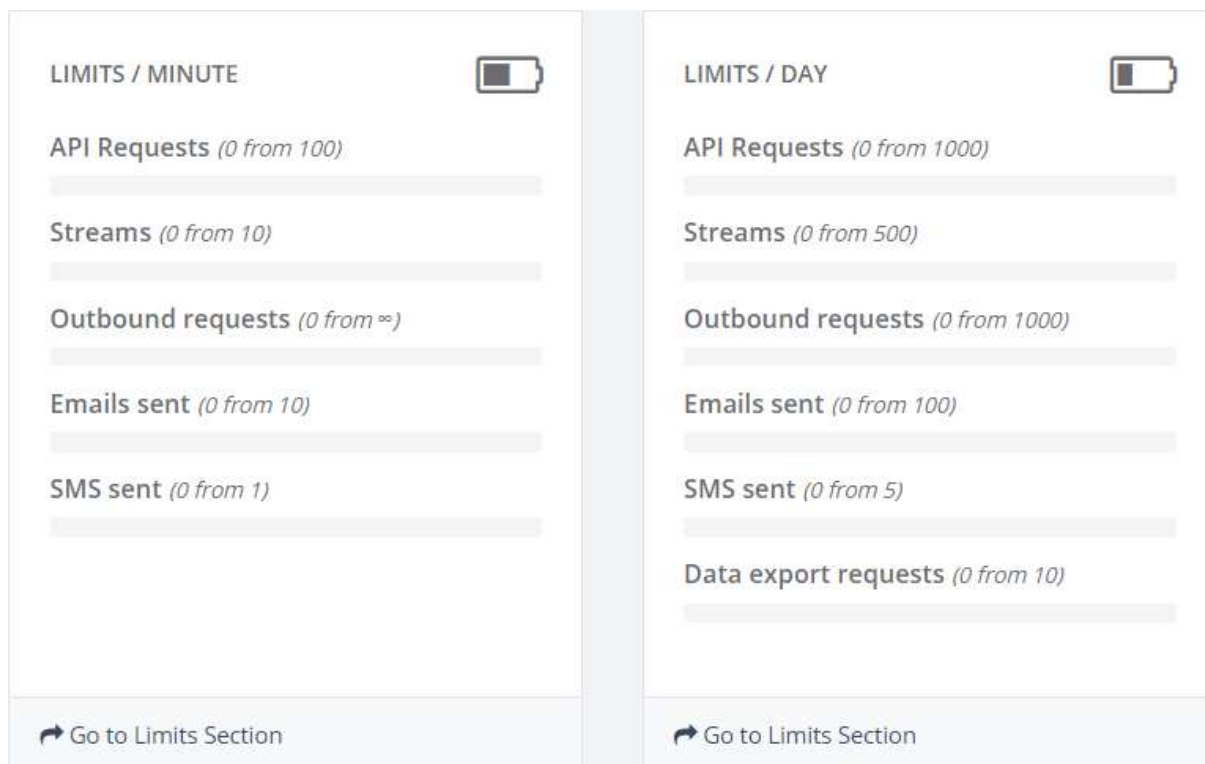 LIMITS / MINUTE
API Requests (0 from 100)
Streams (0 from 10)
Outbound requests (0 from ∞)
Emails sent (0 from 10)
SMS sent (0 from 1)
Go to Limits Section
LIMITS / DAY
API Requests (0 from 1000)
Streams (0 from 500)
Outbound requests (0 from 1000)
Emails sent (0 from 100)
SMS sent (0 from 5)
Data export requests (0 from 10)
Go to Limits Section